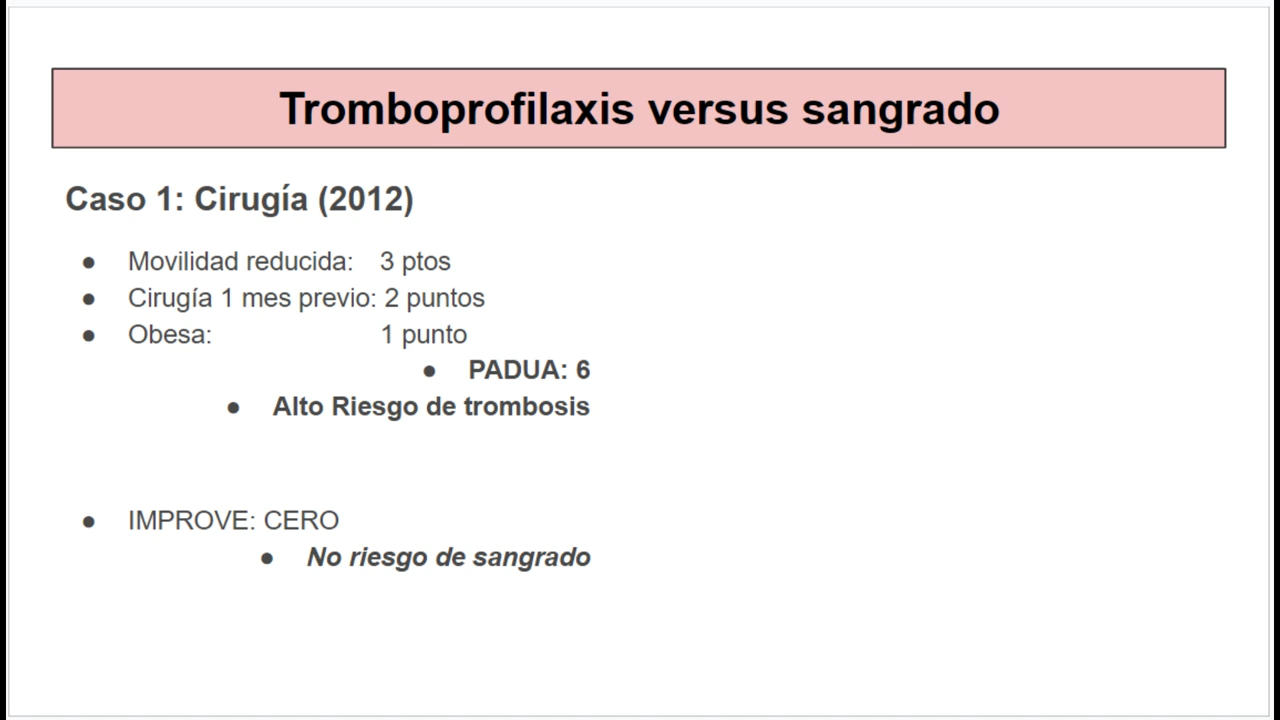 Tromboprofilaxis versus sangrado
Caso 1: Cirugía (2012)
● Movilidad reducida: 3 ptos
● Cirugía 1 mes previo: 2 puntos
● Obesa: 1 punto
● PADUA: 6
● Alto Riesgo de trombosis
● IMPROVE: CERO
● No riesgo de sangrado